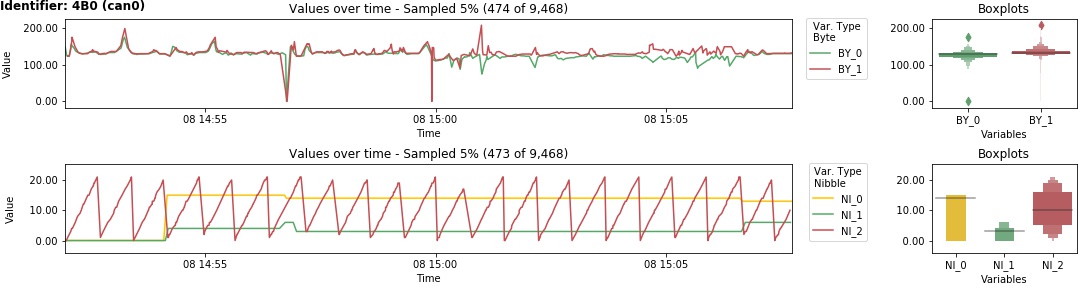 Identifier: 4B0 (can0)
Values over time - Sampled 5% (474 of 9,468)
Boxplots
Value
200.00
100.00
0.00
08 14:55
08 15:00
08 15:05
Time
Var. Type
Byte
BY_0
BY_1
200.00
100.00
0.00
BY_0
BY_1
Variables
Values over time - Sampled 5% (473 of 9,468)
Boxplots
Value
20.00
10.00
0.00
08 14:55
08 15:00
08 15:05
Time
Var. Type
Nibble
NI_0
NI_1
NI_2
20.00
10.00
0.00
NI_0
NI_1
NI_2
Variables